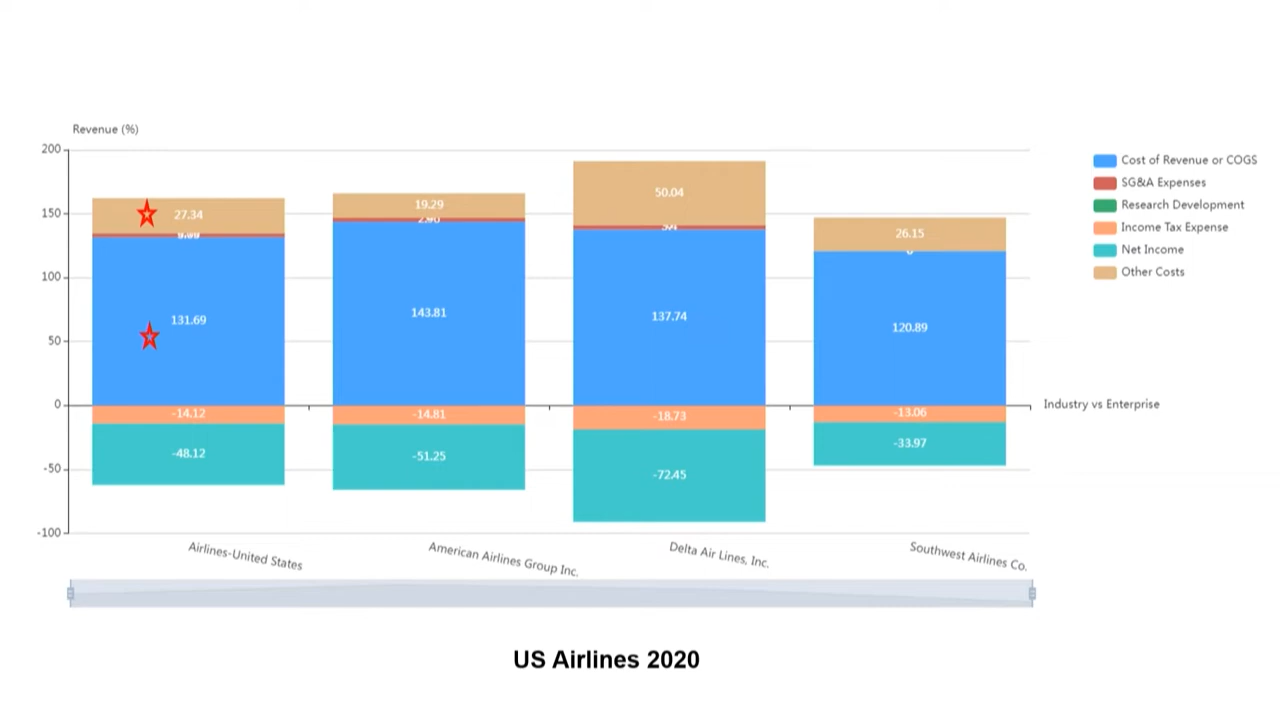 Revenue (%)
200
150
100
50
0
-50
-100
27.34
131.69
-14.12
-48.12
19.29
143.81
-14.81
-51.25
50.04
137.74
-18.73
-72.45
26.15
0
120.89
-13.06
-33.97
Cost of Revenue or COGS
SG&A Expenses
Research Development
Income Tax Expense
Net Income
Other Costs
Industry vs Enterprise
Airlines-United States
American Airlines Group Inc.
Delta Air Lines, Inc.
Southwest Airlines Co.
US Airlines 2020